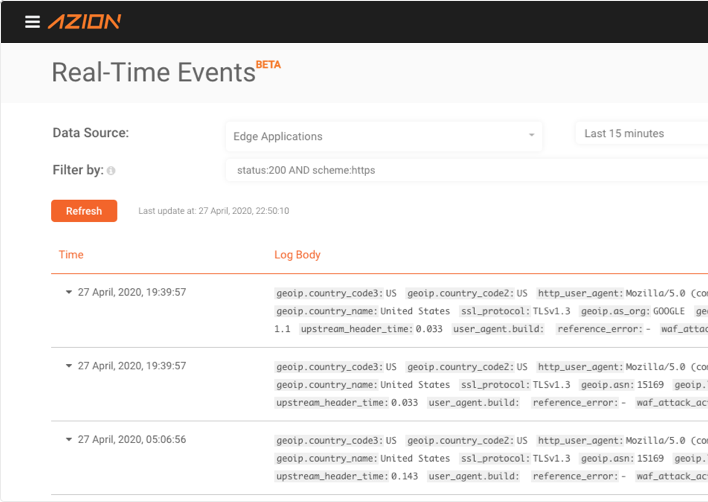 AZION
Real-Time Events BETA
Data Source: Edge Applications Last 15 minutes
Filter by: status:200 AND scheme:https
Refresh Last update at: 27 April, 2020, 22:50:10
Time Log Body
27 April, 2020, 19:39:57 geoip.country_code3: US geoip.country_code2: US http_user_agent: Mozilla/5.0 (co
geoip.country_name: United States ssl_protocol: TLSv1.3 geoip.as_org: GOOGLE
1.1 upstream_header_time: 0.033 user_agent.build: reference_error: - waf_attack
27 April, 2020, 19:39:57 geoip.country_code3: US geoip.country_code2: US http_user_agent: Mozilla/5.0 (co
geoip.country_name: United States ssl_protocol: TLSv1.3 geoip.asn: 15169 geoip.
upstream_header_time: 0.033 user_agent.build: reference_error: - waf_attack_ac
27 April, 2020, 05:06:56 geoip.country_code3: US geoip.country_code2: US http_user_agent: Mozilla/5.0 (co
geoip.country_name: United States ssl_protocol: TLSv1.3 geoip.asn: 15169 geoip.
upstream_header_time: 0.143 user_agent.build: reference_error: - waf_attack_ac